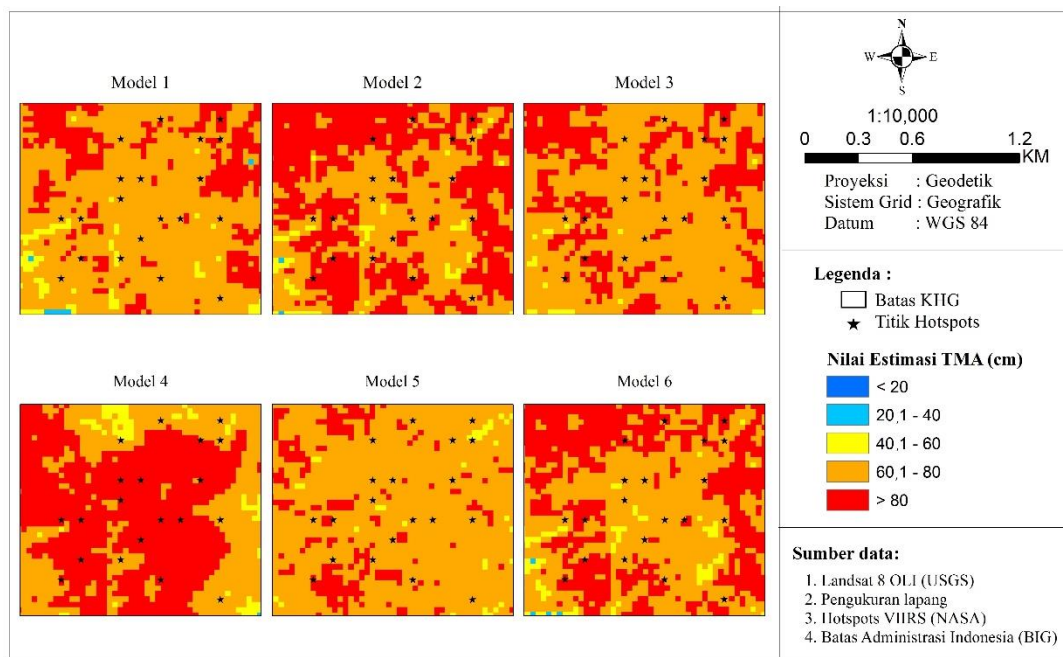 Model 1
Model 2
Model 3
Model 4
Model 5
Model 6
N
W
E
S
1:10,000
0 0.3 0.6 1.2
KM
Proyeksi : Geodetik
Sistem Grid : Geografik
Datum : WGS 84
Legenda :
Batas KHG
Titik Hotspots
Nilai Estimasi TMA (cm)
< 20
20,1 - 40
40,1 - 60
60,1 - 80
> 80
Sumber data:
1. Landsat 8 OLI (USGS)
2. Pengukuran lapang
3. Hotspots VIIRS (NASA)
4. Batas Administrasi Indonesia (BIG)